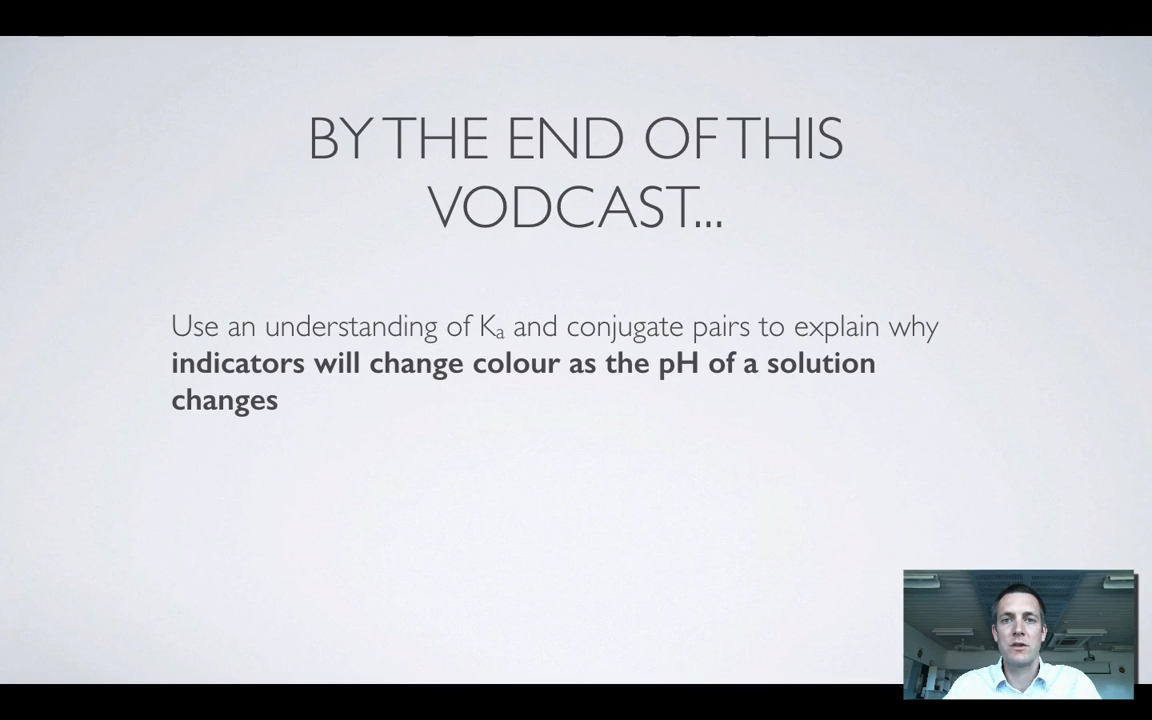 BY THE END OF THIS
VODCAST...
Use an understanding of Ka and conjugate pairs to explain why
indicators will change colour as the pH of a solution
changes